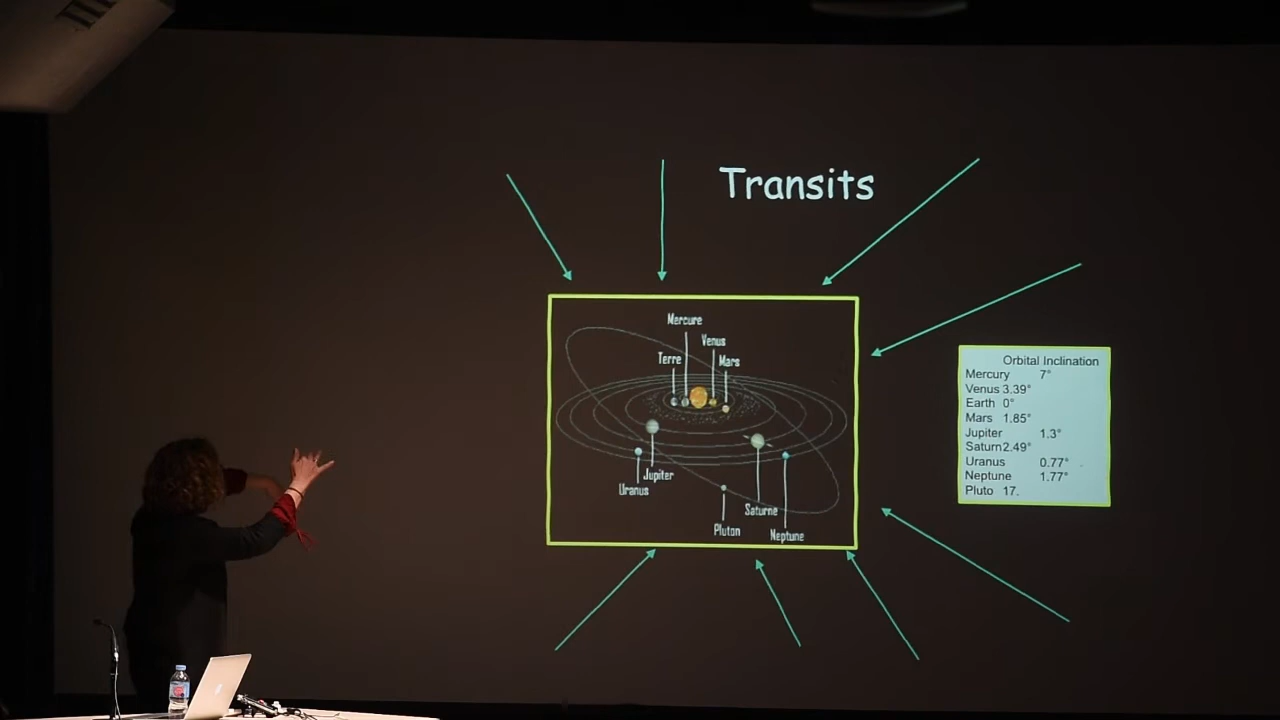 Transits
Mercure
Venus
Terre
Mars
Jupiter
Uranus
Saturne
Pluton
Neptune
Orbital Inclination
Mercury 7°
Venus 3.39°
Earth 0°
Mars 1.85°
Jupiter 1.3°
Saturn 2.49°
Uranus 0.77°
Neptune 1.77°
Pluto 17.